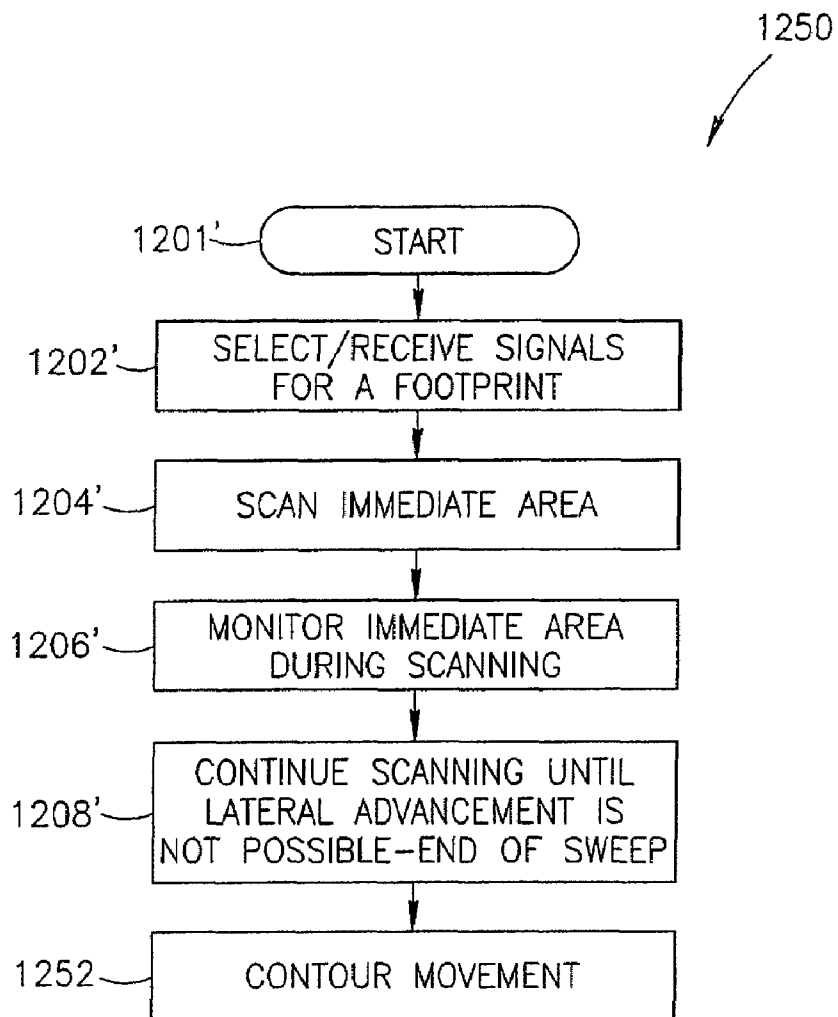 1250
1201'
START
1202'
SELECT/RECEIVE SIGNALS
FOR A FOOTPRINT
1204'
SCAN IMMEDIATE AREA
1206'
MONITOR IMMEDIATE AREA
DURING SCANNING
1208'
CONTINUE SCANNING UNTIL
LATERAL ADVANCEMENT IS
NOT POSSIBLE-END OF SWEEP
1252
CONTOUR MOVEMENT